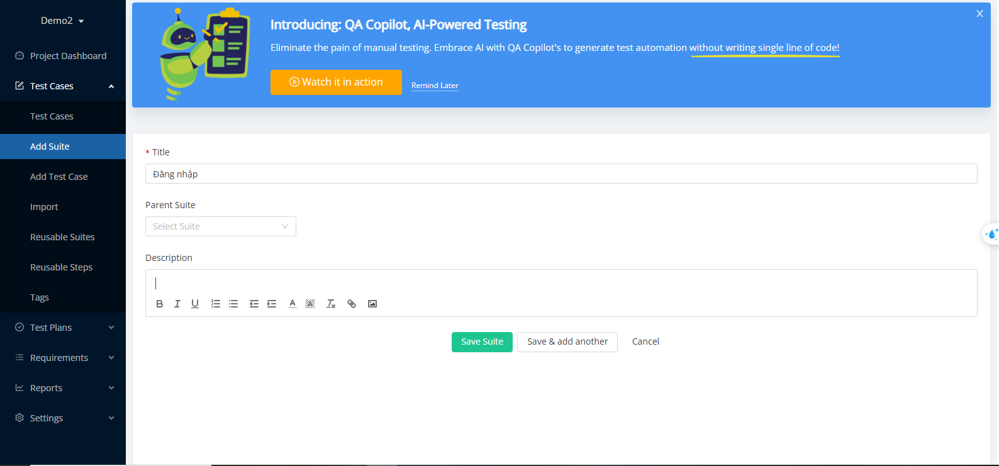 Demo2
Project Dashboard
Test Cases
Test Cases
Add Suite
Add Test Case
Import
Reusable Suites
Reusable Steps
Tags
Test Plans
Requirements
Reports
Settings
Introducing: QA Copilot, AI-Powered Testing
Eliminate the pain of manual testing. Embrace AI with QA Copilot's to generate test automation without writing single line of code!
Watch it in action
Remind Later
* Title
Đăng nhập
Parent Suite
Select Suite
Description
Save Suite
Save & add another
Cancel